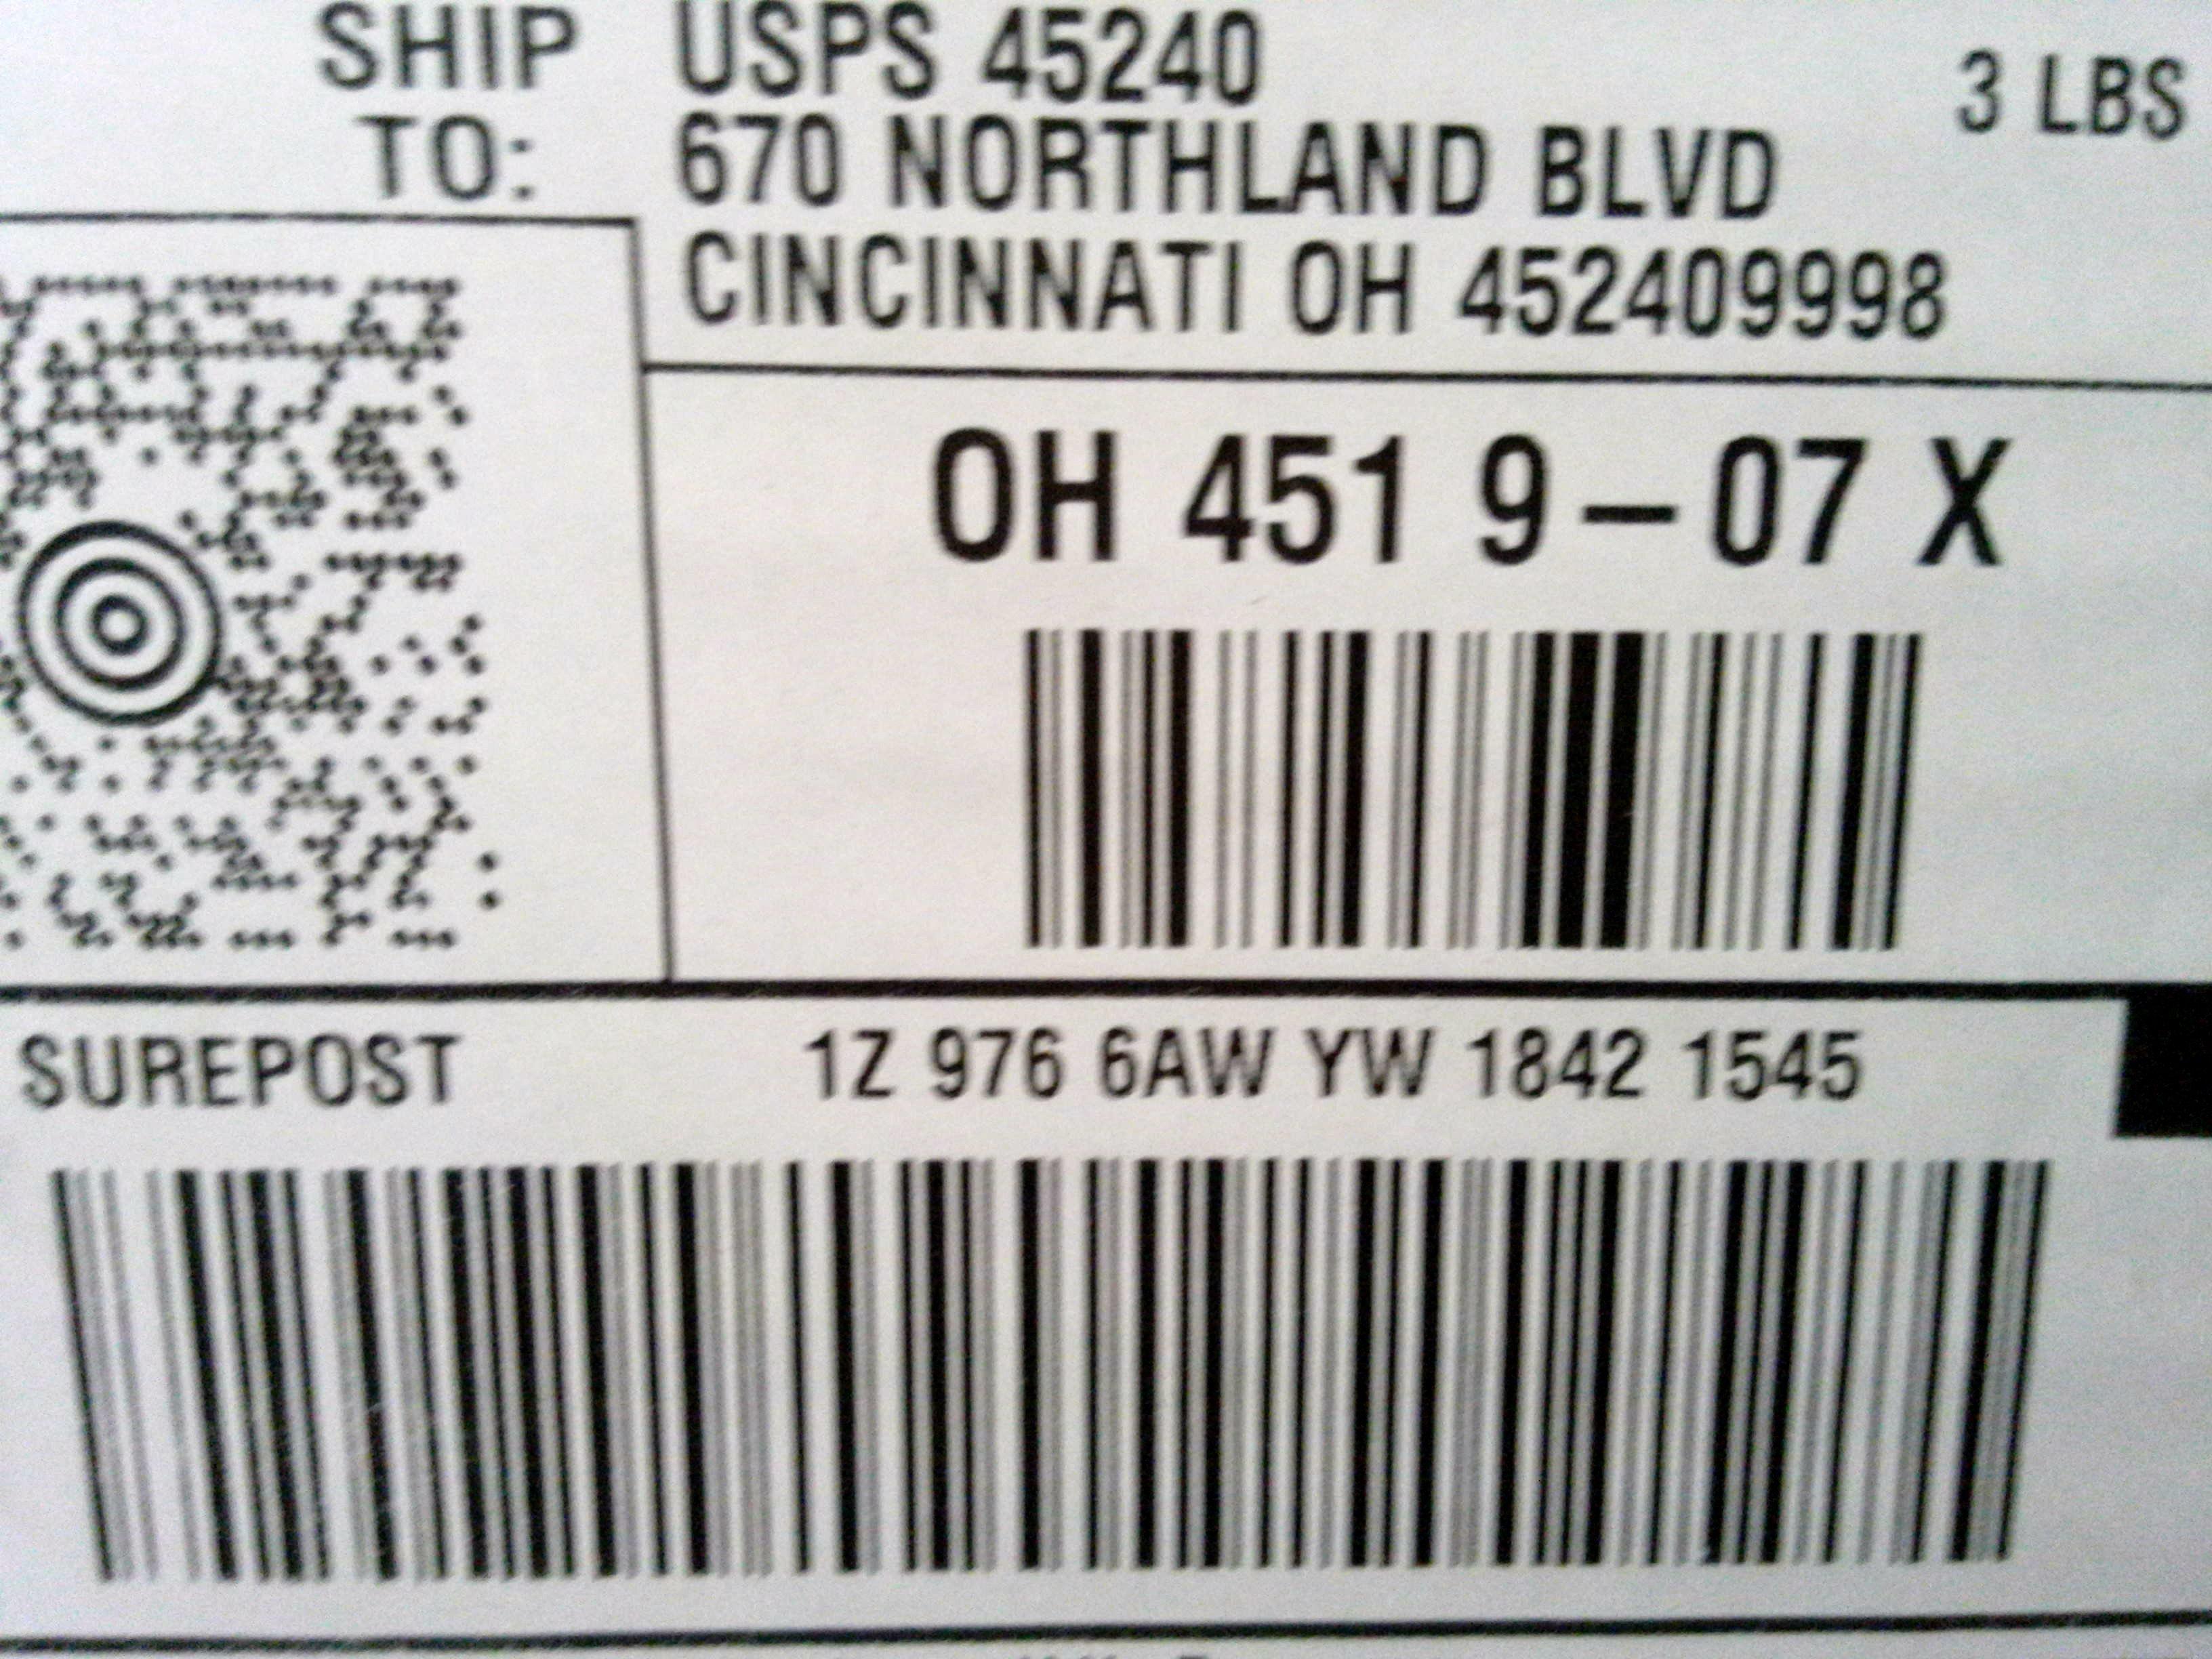 SHIP TO: USPS 45240
670 NORTHLAND BLVD
CINCINNATI OH 452409998
3 LBS
OH 451 9-07 X
SUREPOST 1Z 976 6AW YW 1842 1545